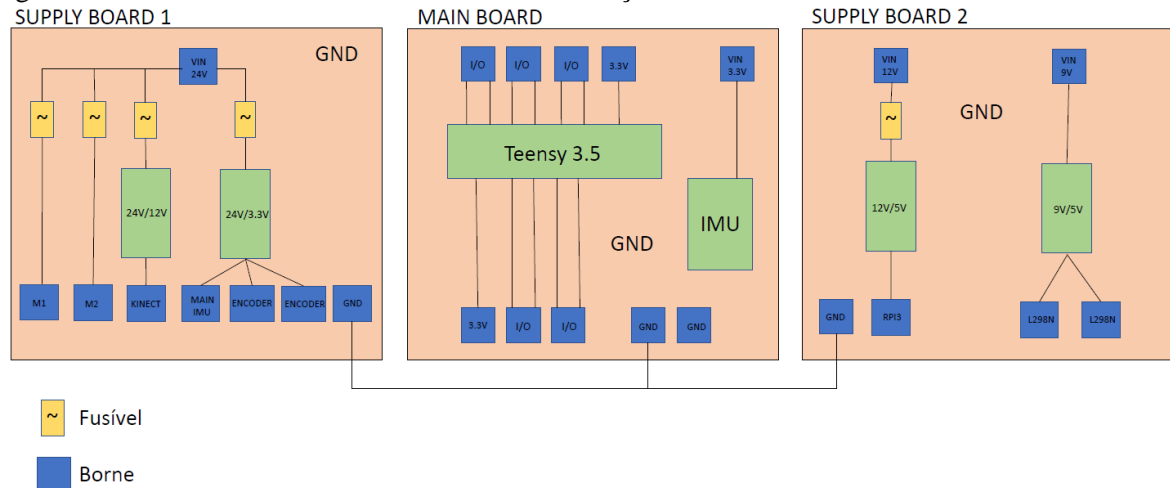 SUPPLY BOARD 1
GND
VIN
24V
~
~
~
~
24V/12V
24V/3.3V
M1
M2
KINECT
MAIN
IMU
ENCODER
ENCODER
GND
MAIN BOARD
I/O
I/O
I/O
3.3V
VIN
3.3V
Teensy 3.5
IMU
GND
3.3V
I/O
I/O
GND
GND
SUPPLY BOARD 2
VIN
12V
VIN
9V
~
GND
12V/5V
9V/5V
GND
RPI3
L298N
L298N
~ Fusível
Borne